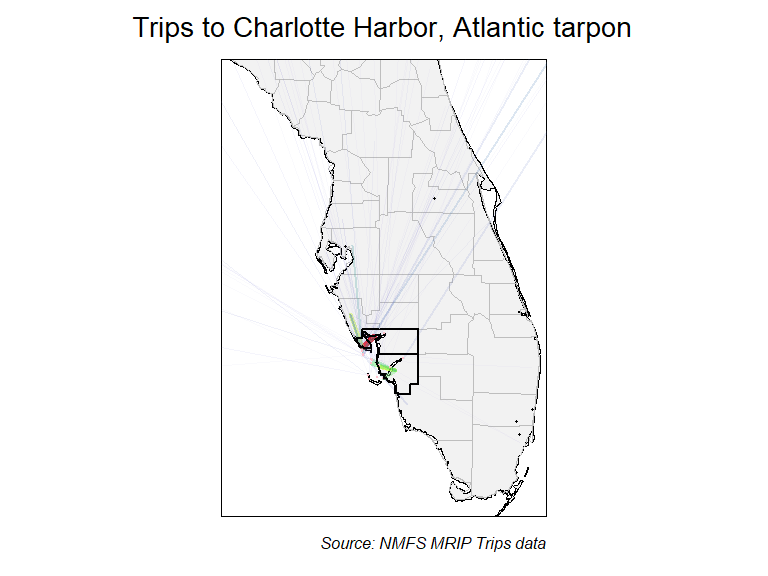 Trips to Charlotte Harbor, Atlantic tarpon
Source: NMFS MRIP Trips data